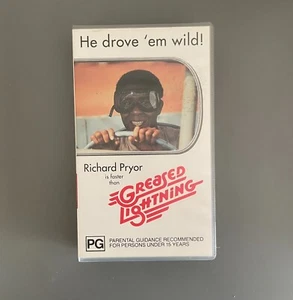 He drove 'em wild!
Richard Pryor
is faster
than
GREASED
LIGHTNING
PG
PARENTAL GUIDANCE RECOMMENDED
FOR PERSONS UNDER 15 YEARS